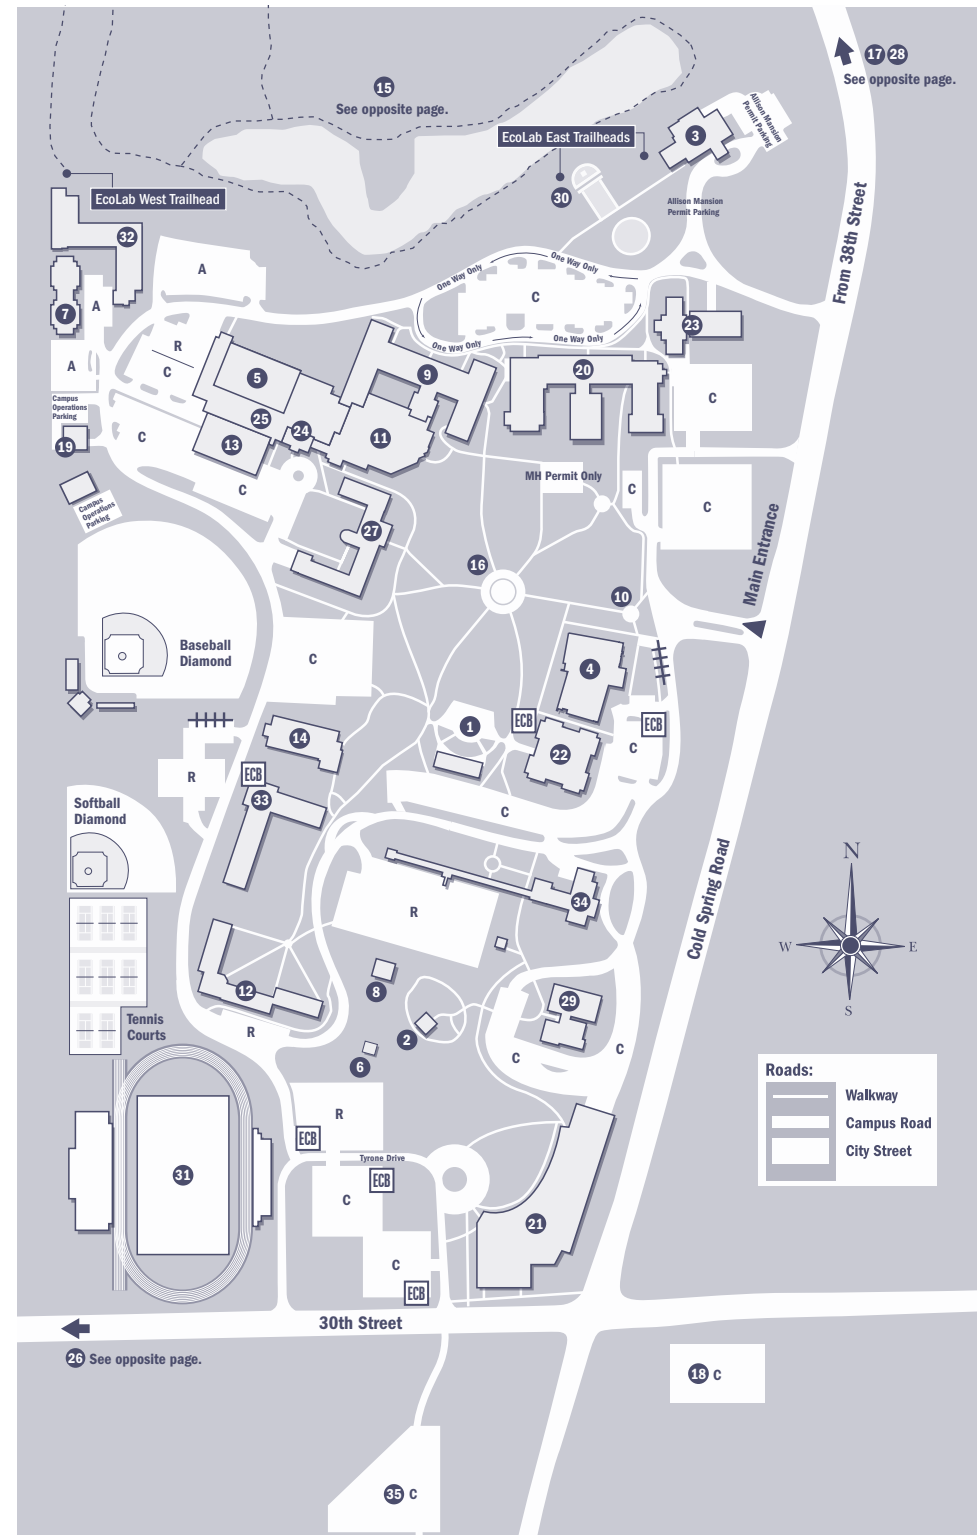 17 28
See opposite page.
15
See opposite page.
Allison Mansion
Permit Parking
3
EcoLab East Trailheads
30
Allison Mansion
Permit Parking
From 38th Street
EcoLab West Trailhead
32
A
A
7
One Way Only
One Way Only
C
One Way Only
One Way Only
23
R
C
A
5
9
20
C
Campus
Operations
Parking
19
C
25
24
13
11
C
MH Permit Only
C
C
Campus
Operations
Parking
27
Main Entrance
16
10
Baseball
Diamond
C
4
14
1
ECB
ECB
22
C
R
ECB
33
Softball
Diamond
C
N
W
E
S
Cold Spring Road
R
34
12
8
29
R
2
C
C
6
Tennis
Courts
Roads:
Walkway
Campus Road
City Street
R
ECB
Tyrone Drive
ECB
31
C
21
C
ECB
30th Street
26 See opposite page.
18 C
35 C